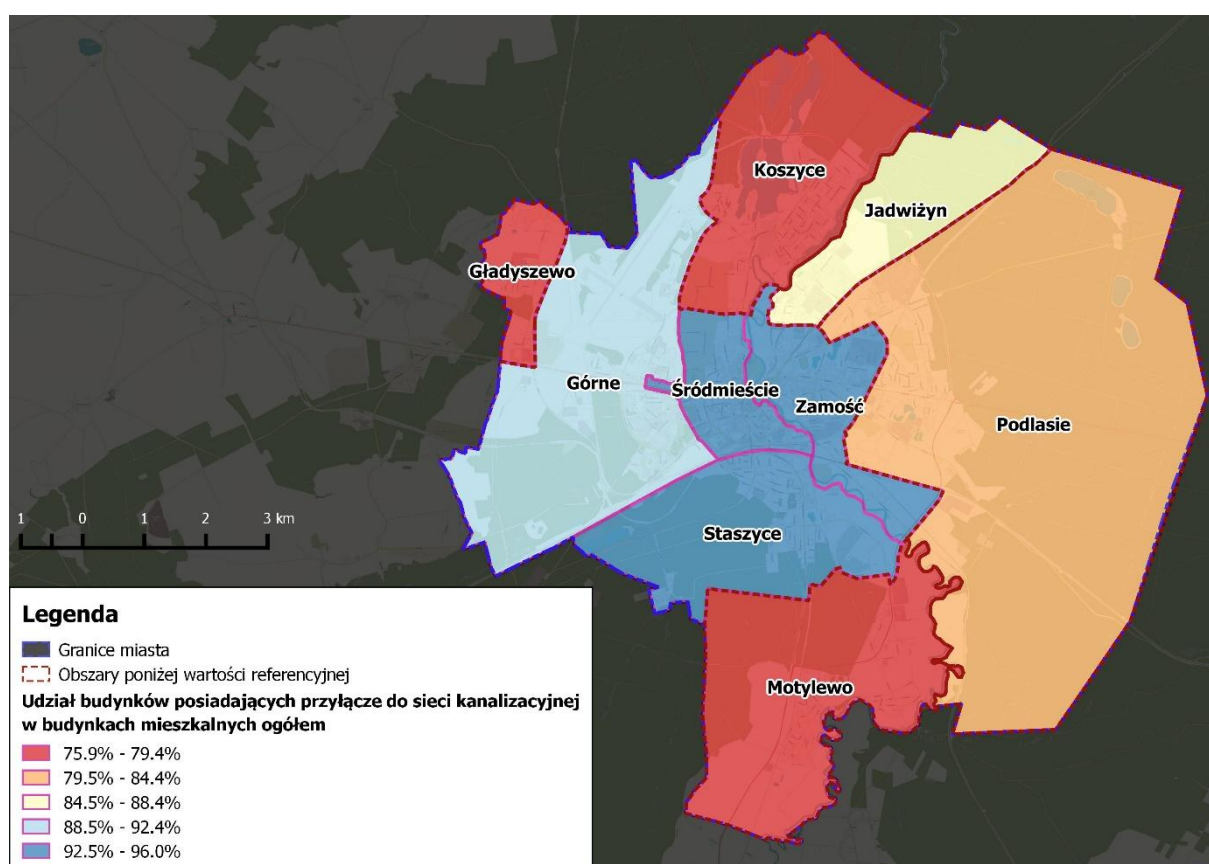 Koszyce
Jadwiżyn
Gładyszewo
Górne
Śródmieście
Zamość
Podlasie
Staszyce
Motylewo
1 0 1 2 3 km
Legenda
Granice miasta
Obszary poniżej wartości referencyjnej
Udział budynków posiadających przyłącze do sieci kanalizacyjnej
w budynkach mieszkalnych ogółem
75.9% - 79.4%
79.5% - 84.4%
84.5% - 88.4%
88.5% - 92.4%
92.5% - 96.0%